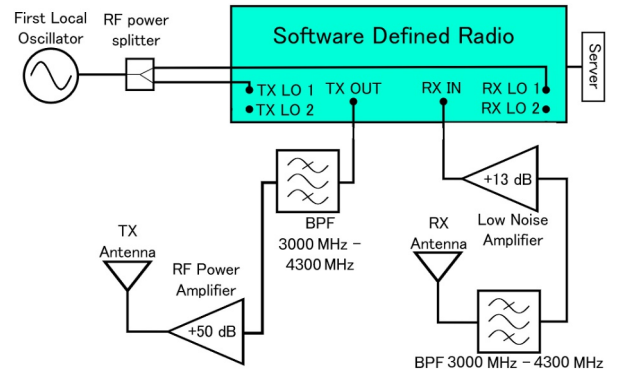 First Local
Oscillator
RF power
splitter
Software Defined Radio
Server
TX LO 1
TX OUT
RX IN
RX LO 1
TX LO 2
RX LO 2
BPF
3000 MHz –
4300 MHz
+13 dB
Low Noise
Amplifier
TX
Antenna
RF Power
Amplifier
+50 dB
RX
Antenna
BPF 3000 MHz – 4300 MHz